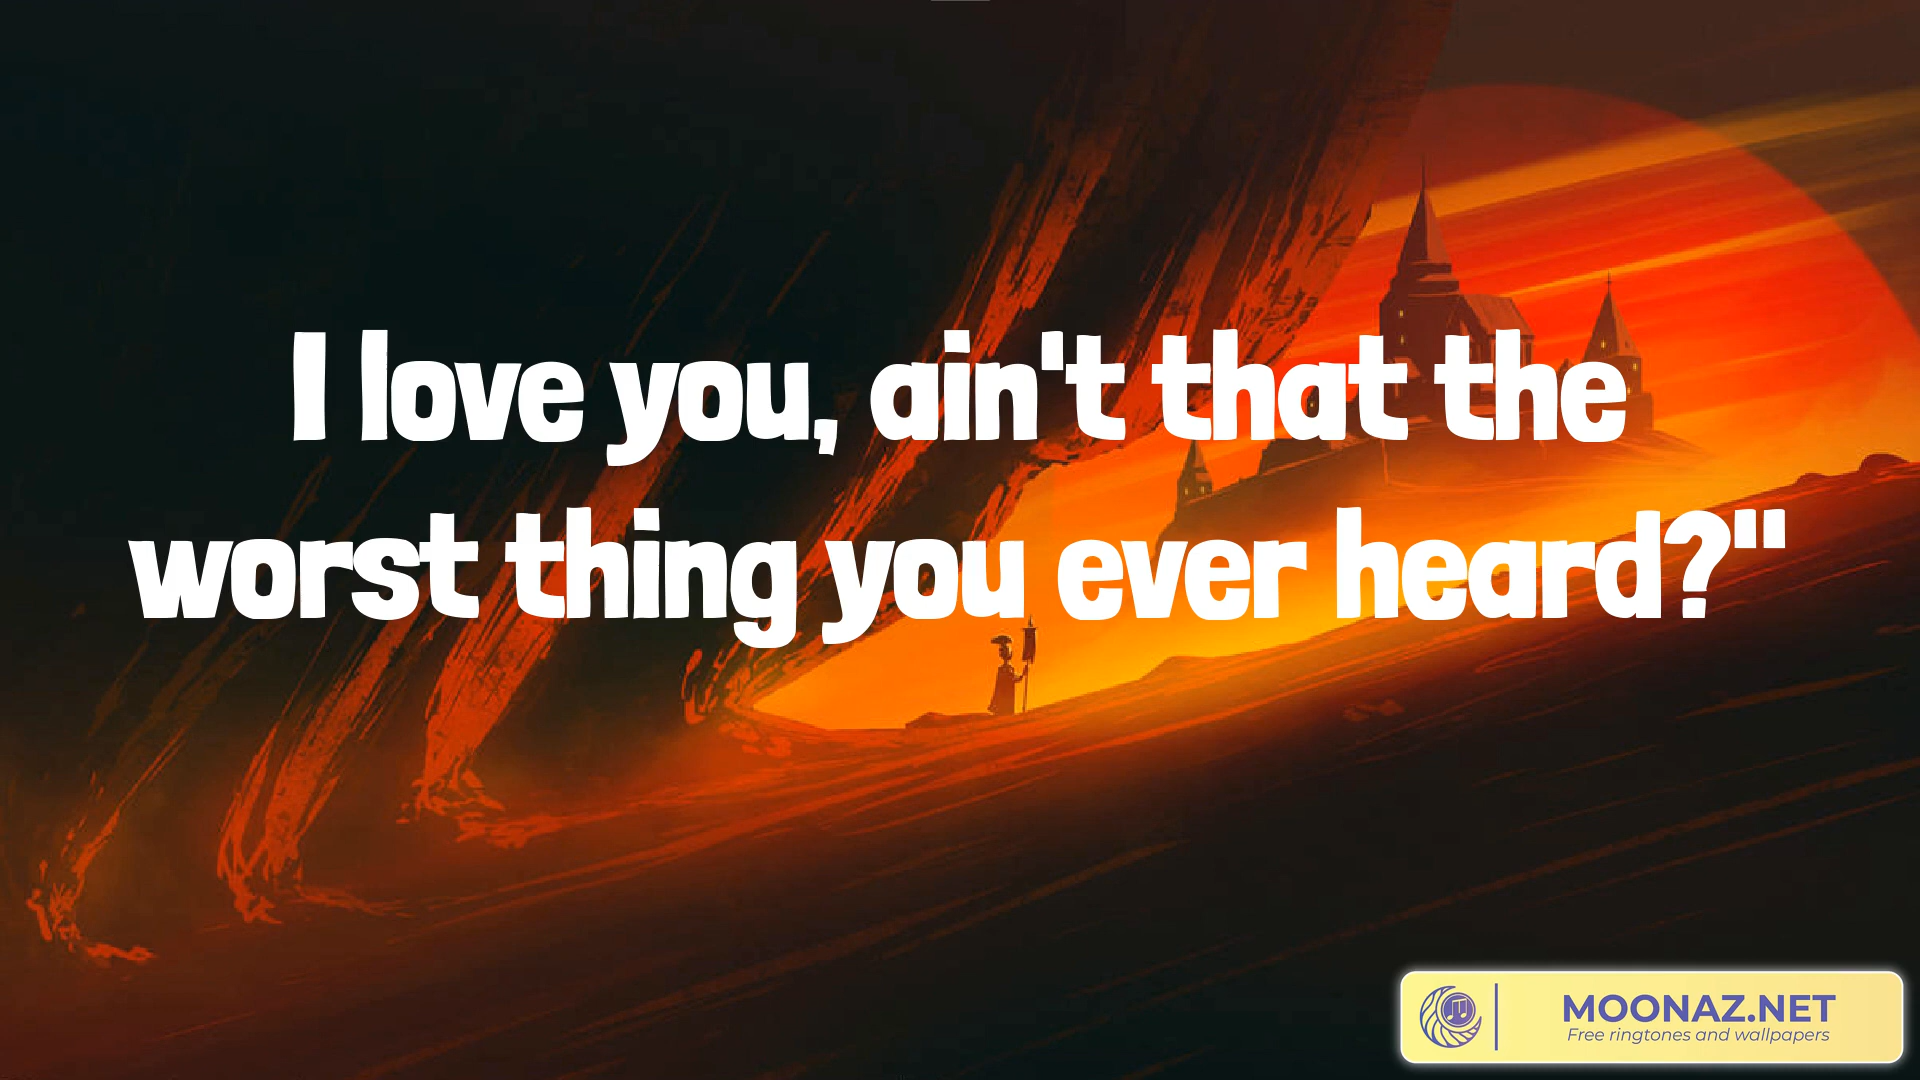 I love you, ain't that the
worst thing you ever heard?"
MOONAZ.NET
Free ringtones and wallpapers